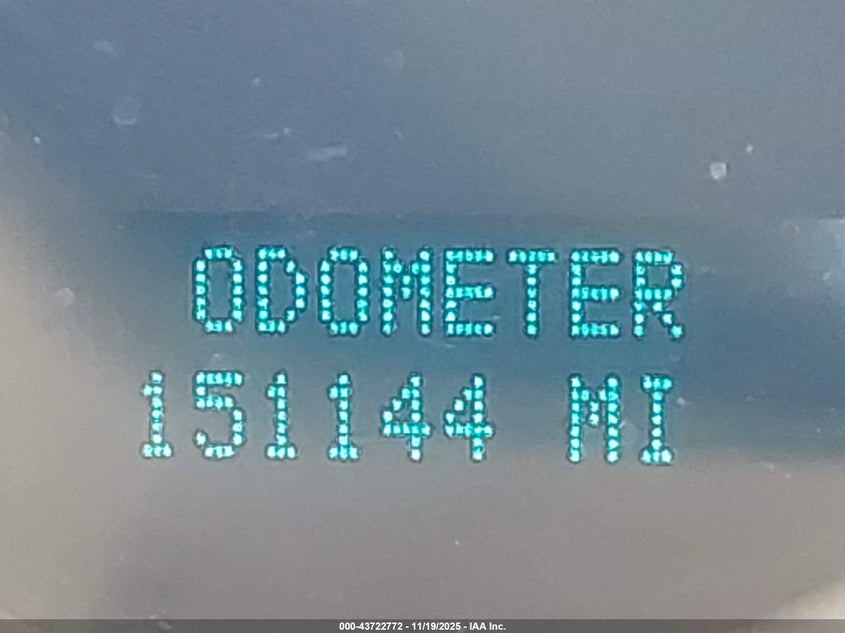 ODOMETER
151144 MI
000-43722772 - 11/19/2025 - IAA Inc.